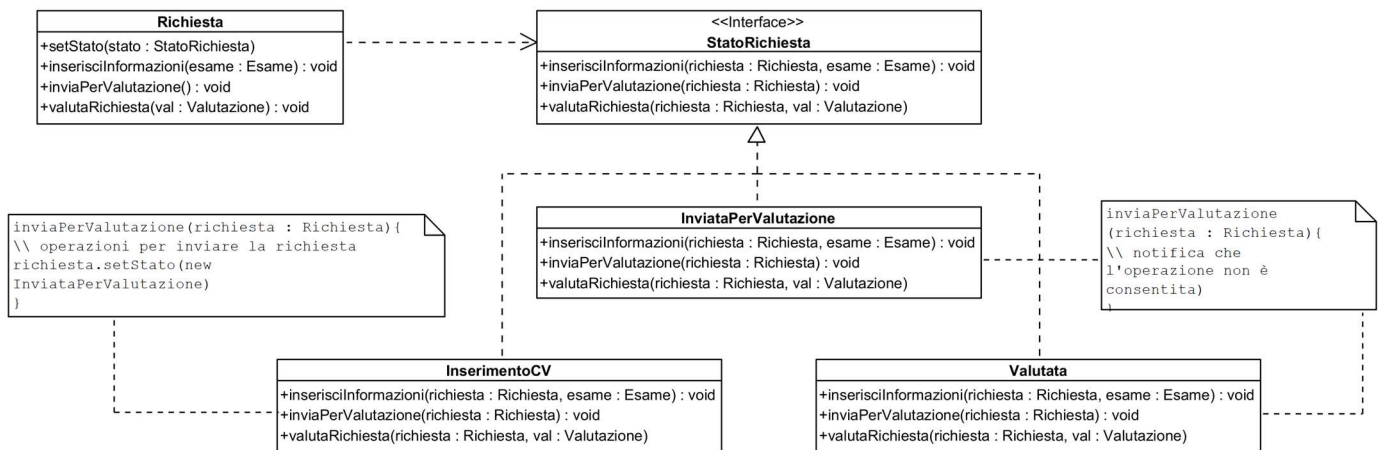 Richiesta
+setStato(stato : StatoRichiesta)
+inserisciInformazioni(esame : Esame) : void
+inviaPerValutazione() : void
+valutaRichiesta(val : Valutazione) : void
<<Interface>>
StatoRichiesta
+inserisciInformazioni(richiesta : Richiesta, esame : Esame) : void
+inviaPerValutazione(richiesta : Richiesta) : void
+valutaRichiesta(richiesta : Richiesta, val : Valutazione)
inviaPerValutazione(richiesta : Richiesta){
\\ operazioni per inviare la richiesta
richiesta.setStato(new
InviataPerValutazione)
}
InviataPerValutazione
+inserisciInformazioni(richiesta : Richiesta, esame : Esame) : void
+inviaPerValutazione(richiesta : Richiesta) : void
+valutaRichiesta(richiesta : Richiesta, val : Valutazione)
inviaPerValutazione
(richiesta : Richiesta){
\\ notifica che
l'operazione non è
consentita)
}
InserimentoCV
+inserisciInformazioni(richiesta : Richiesta, esame : Esame) : void
+inviaPerValutazione(richiesta : Richiesta) : void
+valutaRichiesta(richiesta : Richiesta, val : Valutazione)
Valutata
+inserisciInformazioni(richiesta : Richiesta, esame : Esame) : void
+inviaPerValutazione(richiesta : Richiesta) : void
+valutaRichiesta(richiesta : Richiesta, val : Valutazione)